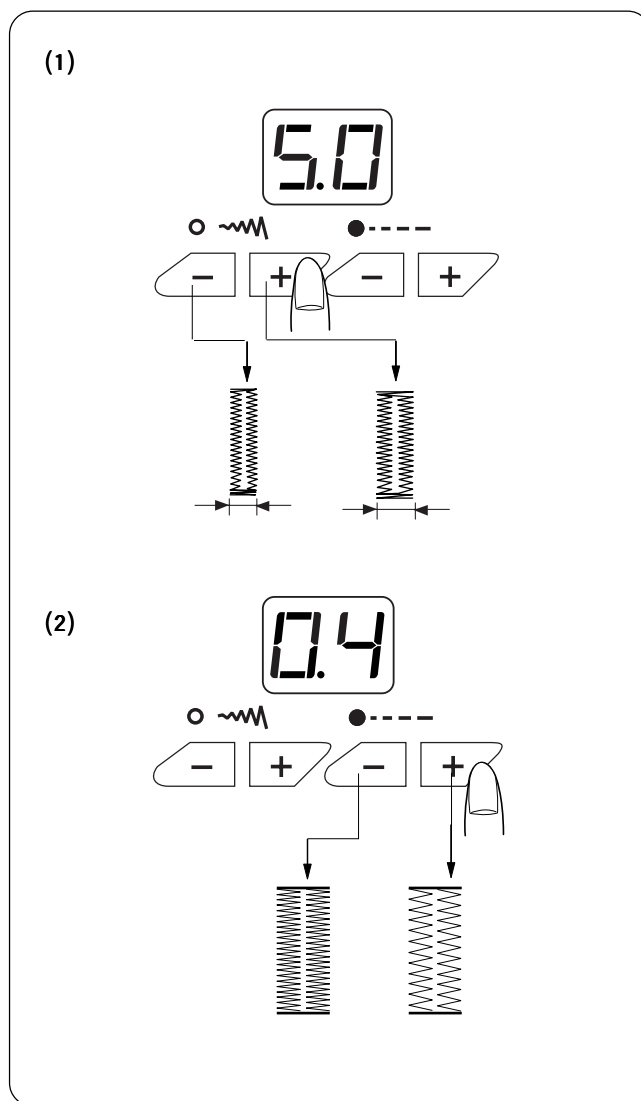 (1)
5.0
− + − +
(2)
0.4
− + − +